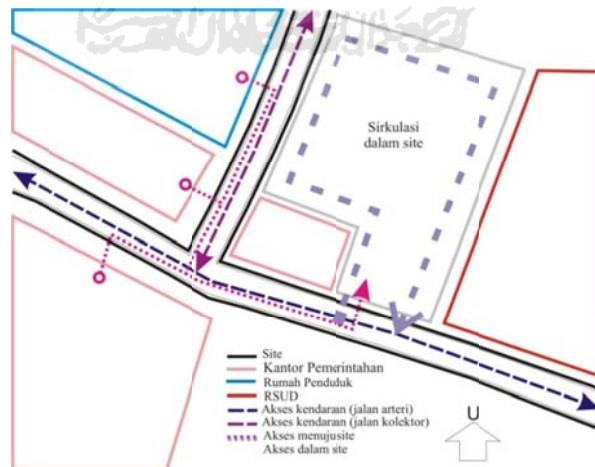 Sirkulasi
dalam site
Site
Kantor Pemerintahan
Rumah Penduduk
RSUD
Akses kendaraan (jalan arteri)
Akses kendaraan (jalan kolektor)
Akses menujusite
Akses dalam site
U